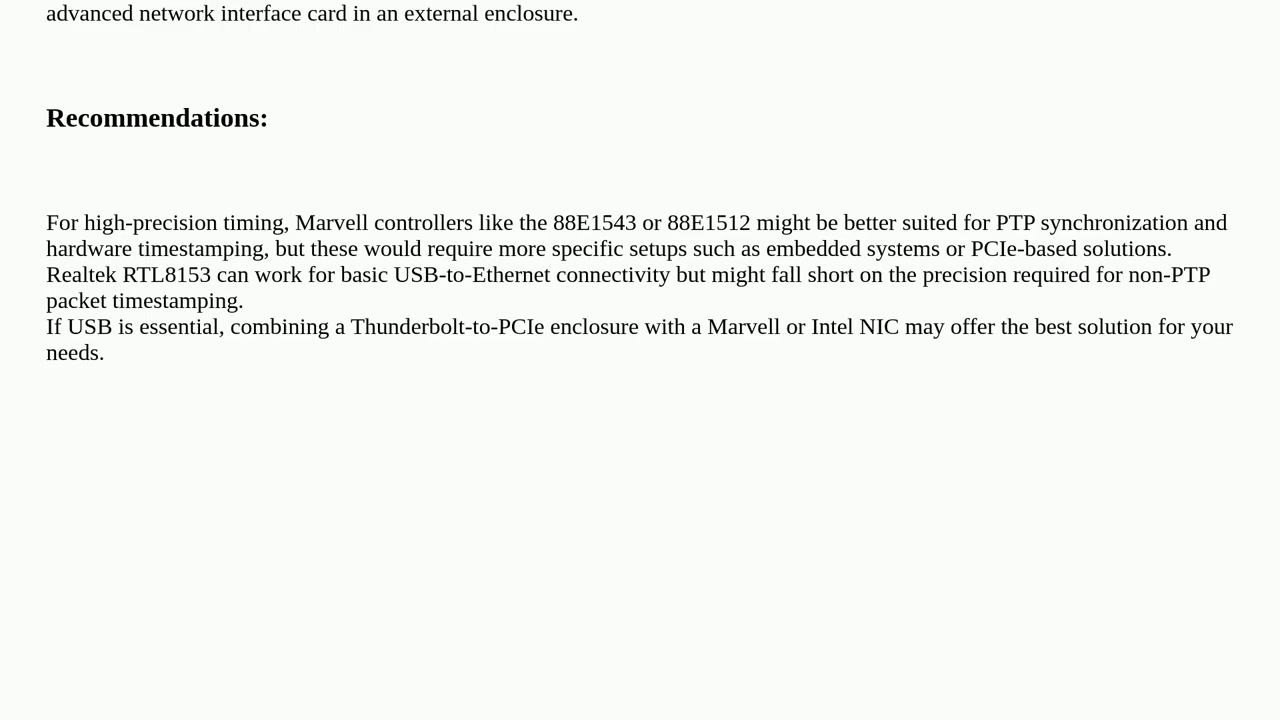 advanced network interface card in an external enclosure.
Recommendations:
For high-precision timing, Marvell controllers like the 88E1543 or 88E1512 might be better suited for PTP synchronization and
hardware timestamping, but these would require more specific setups such as embedded systems or PCIe-based solutions.
Realtek RTL8153 can work for basic USB-to-Ethernet connectivity but might fall short on the precision required for non-PTP
packet timestamping.
If USB is essential, combining a Thunderbolt-to-PCIe enclosure with a Marvell or Intel NIC may offer the best solution for your
needs.